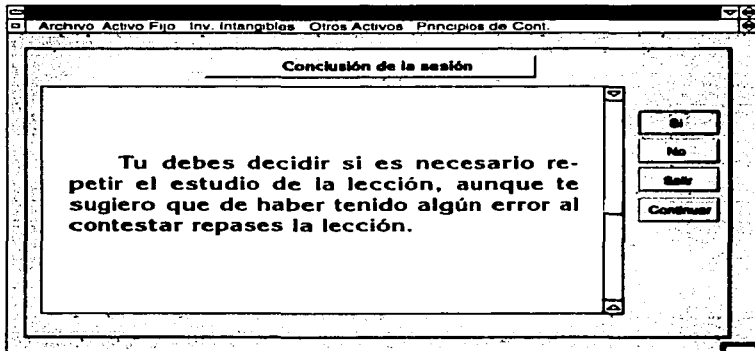 Archivo Activo Fijo Inv. Intangibles Otros Activos Principios de Cont.
Conclusión de la sesión
Tu debes decidir si es necesario re-
petir el estudio de la lección, aunque te
sugiero que de haber tenido algún error al
contestar repases la lección.
Si
No
Salir
Continuar